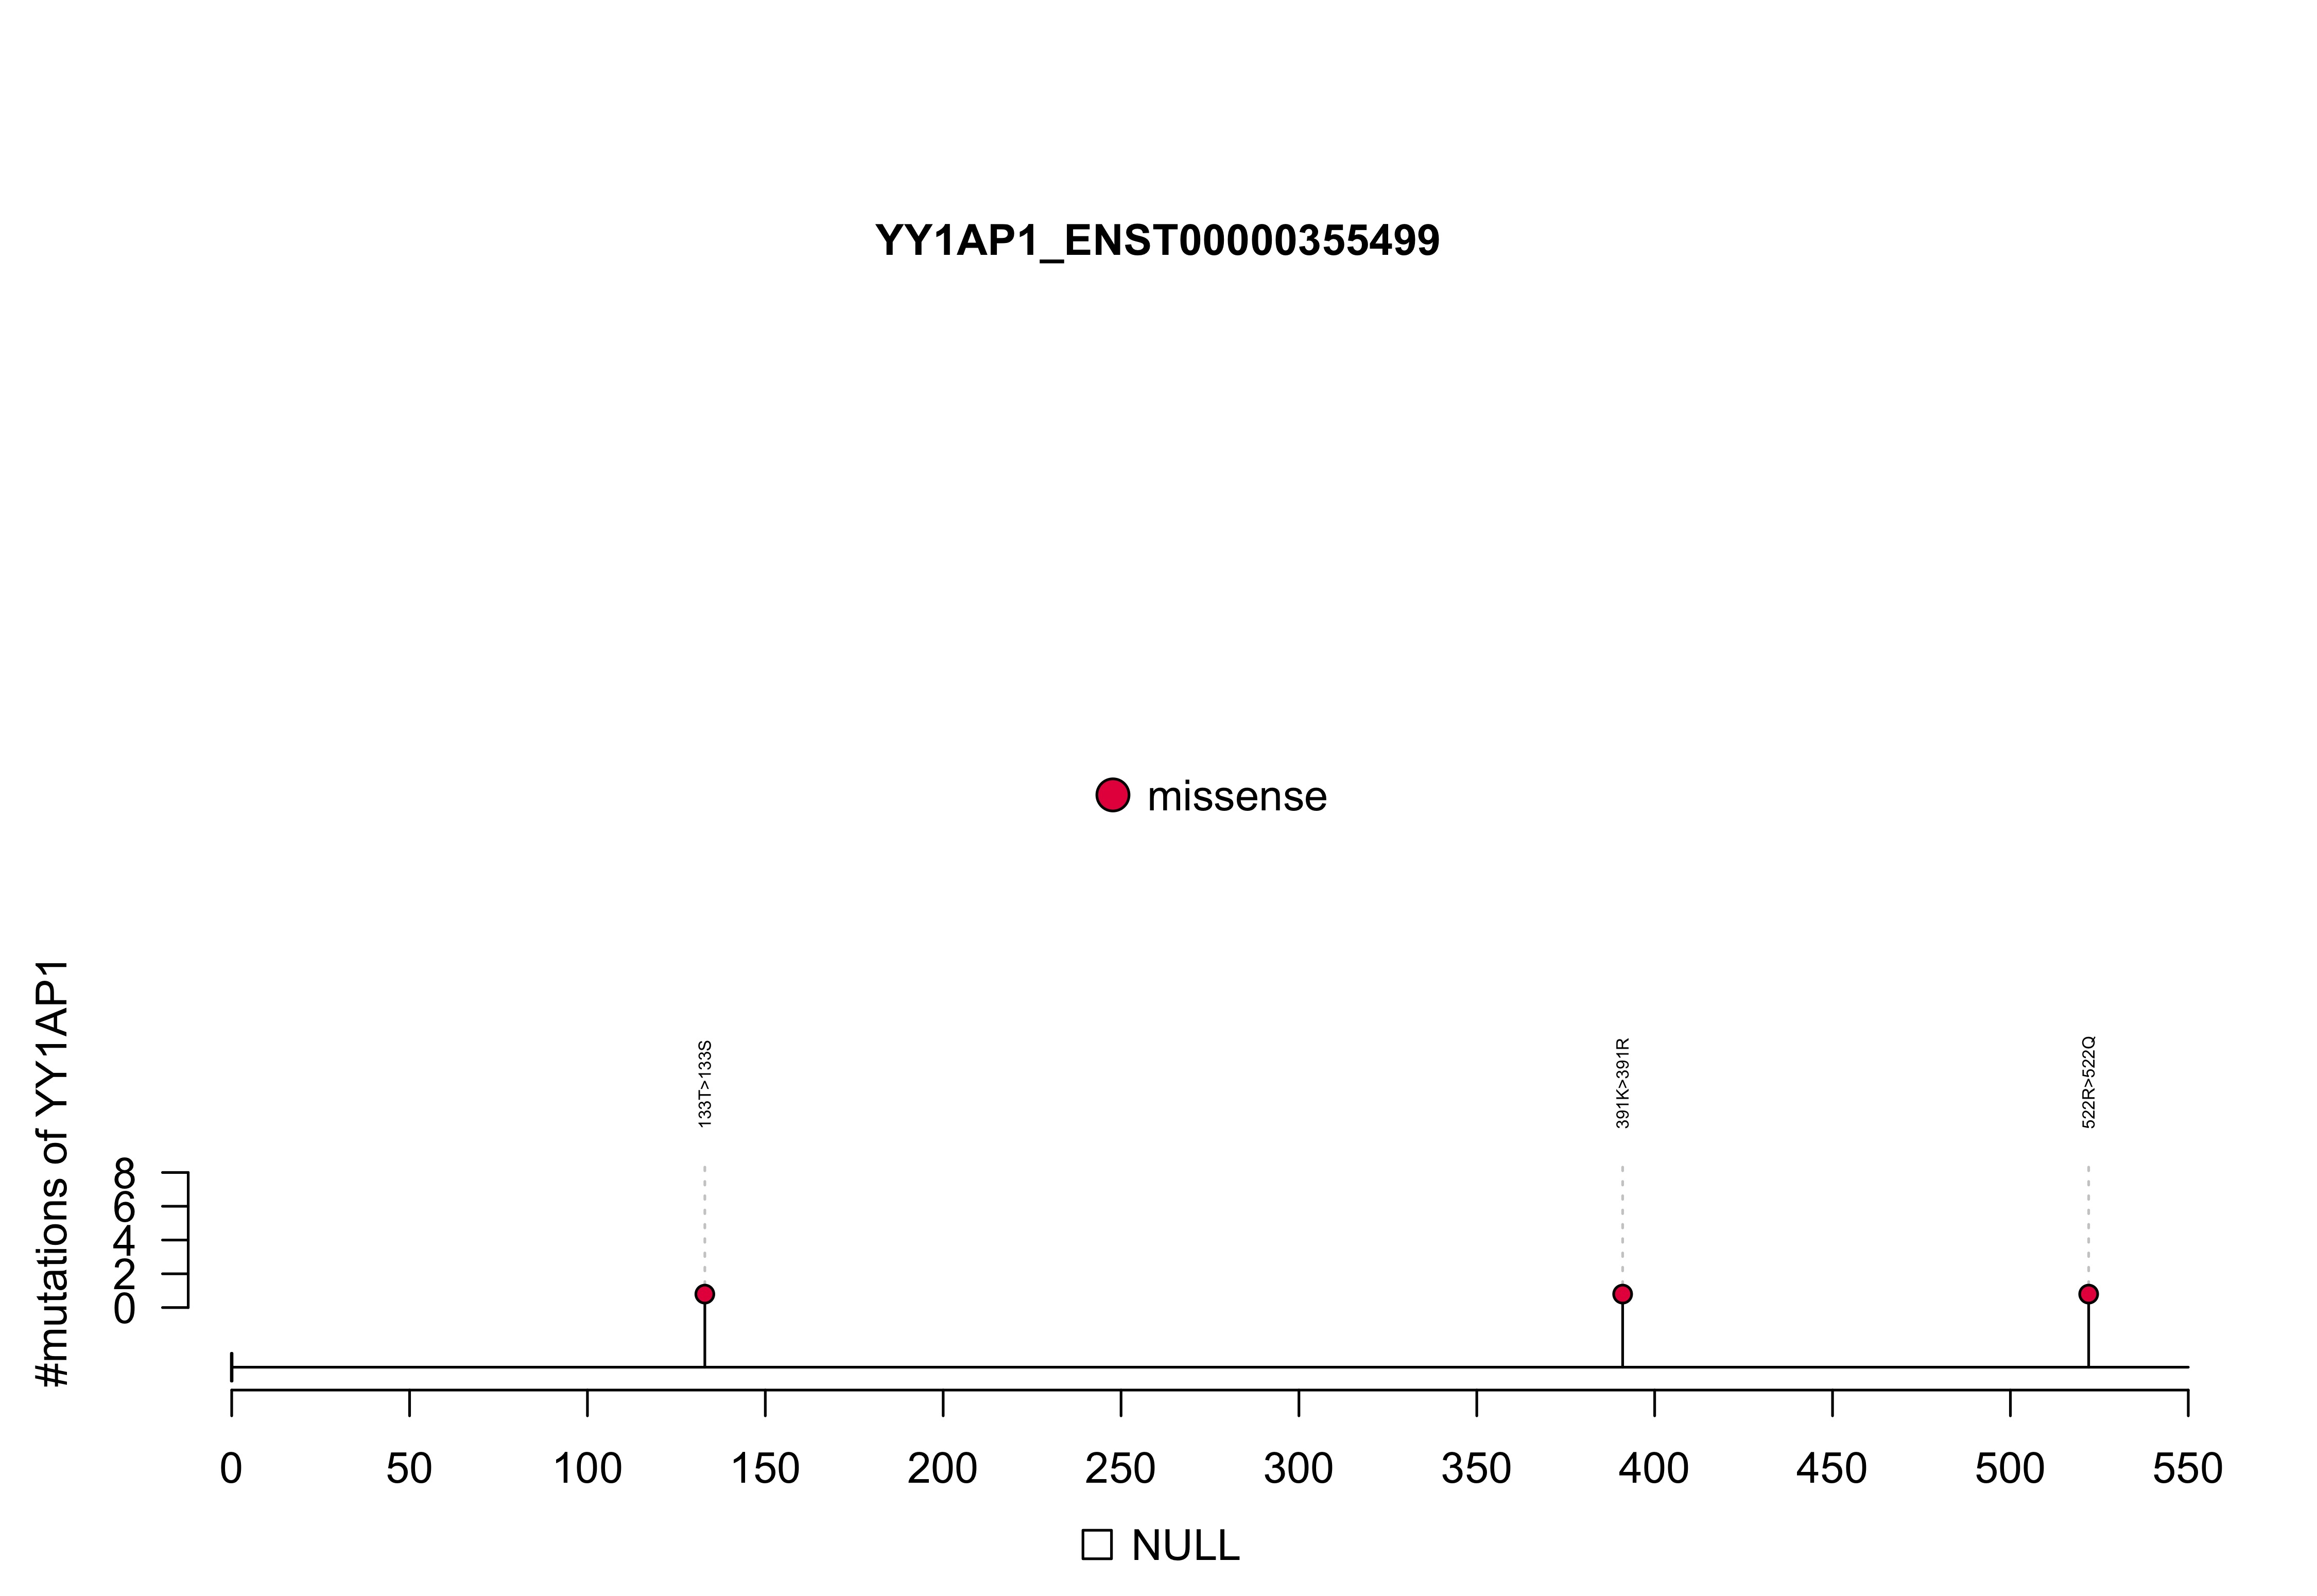 YY1AP1_ENST00000355499
missense
#mutations of YY1AP1
133T>133S
391K>391R
522R>522Q
8
6
4
2
0
0 50 100 150 200 250 300 350 400 450 500 550
NULL